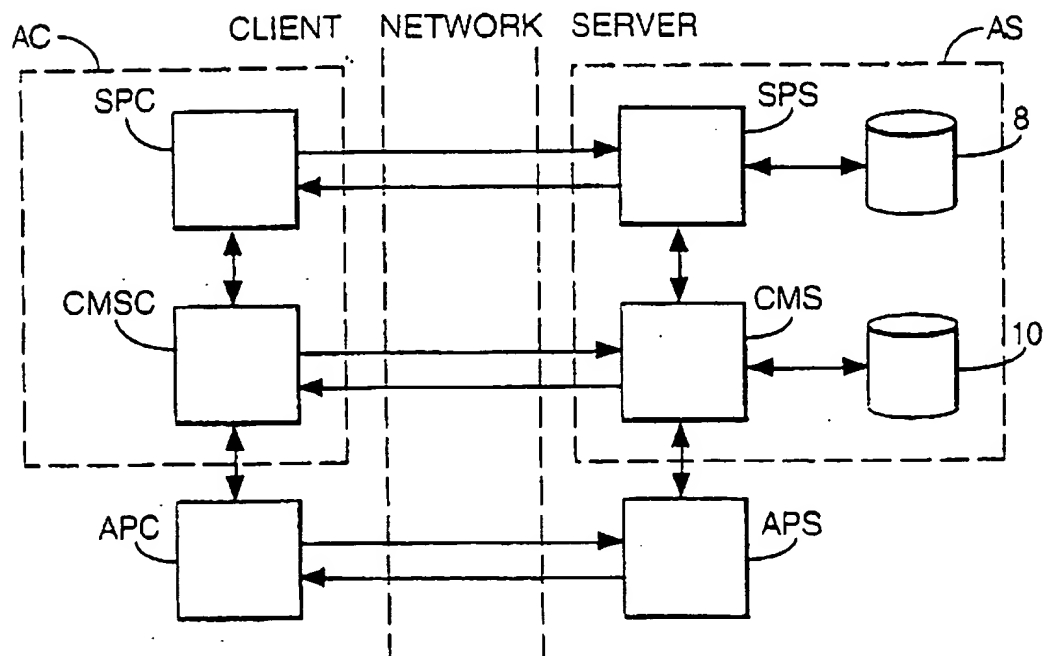 AC CLIENT NETWORK SERVER AS
SPC SPS 8
CMSC CMS 10
APC APS